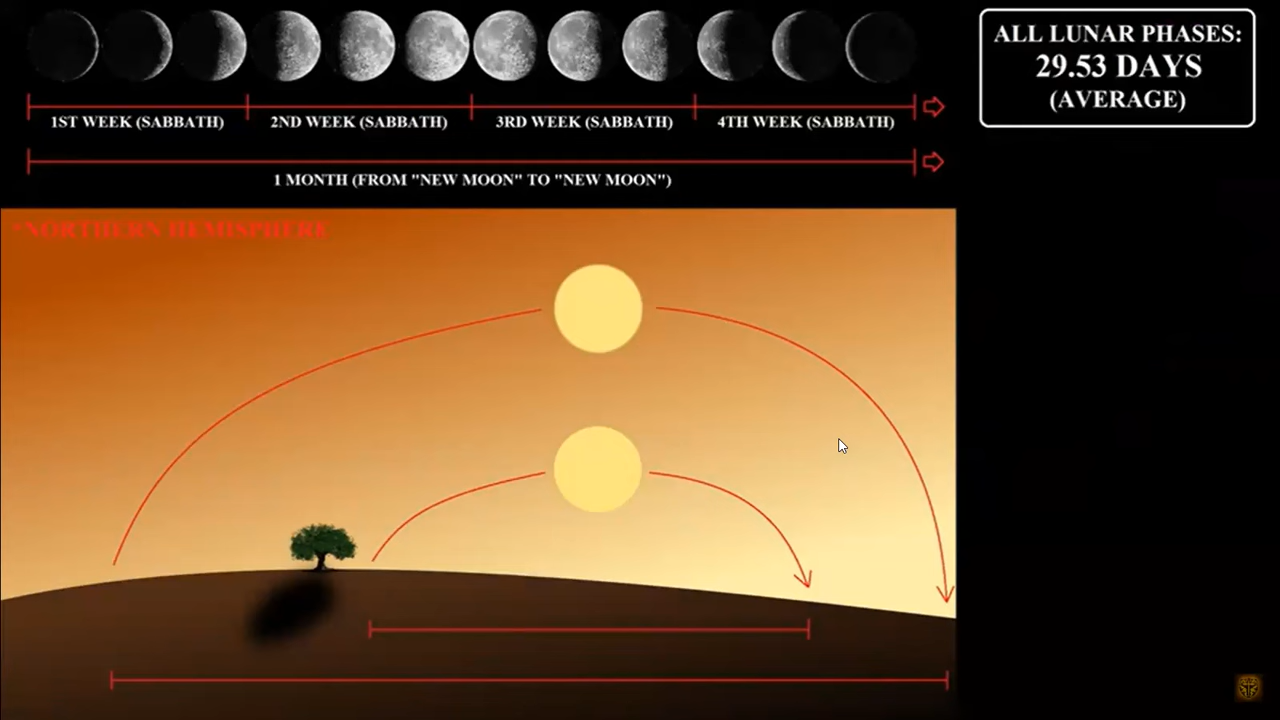 ALL LUNAR PHASES:
29.53 DAYS
(AVERAGE)
1ST WEEK (SABBATH)
2ND WEEK (SABBATH)
3RD WEEK (SABBATH)
4TH WEEK (SABBATH)
1 MONTH (FROM "NEW MOON" TO "NEW MOON")
*NORTHERN HEMISPHERE